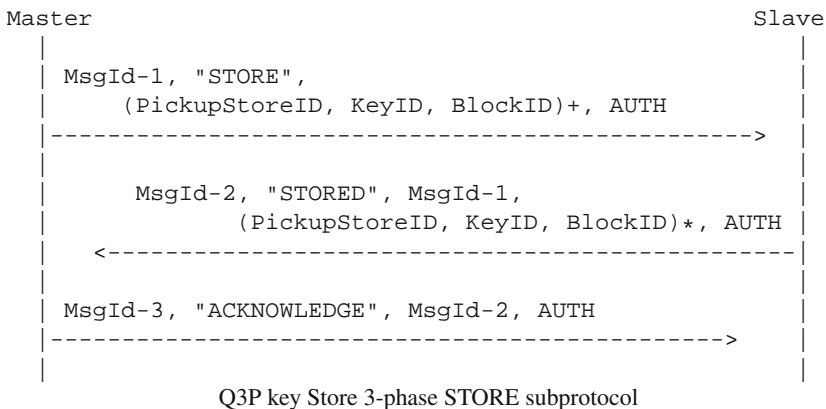 Master Slave
MsgId-1, "STORE",
(PickupStoreID, KeyID, BlockID)+, AUTH
MsgId-2, "STORED", MsgId-1,
(PickupStoreID, KeyID, BlockID)*, AUTH
MsgId-3, "ACKNOWLEDGE", MsgId-2, AUTH
Q3P key Store 3-phase STORE subprotocol